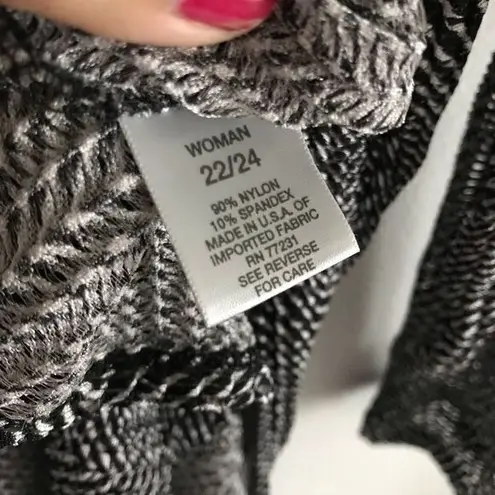 WOMAN
22/24
90% NYLON
10% SPANDEX
MADE IN U.S.A. OF
IMPORTED FABRIC
RN 77231
SEE REVERSE
FOR CARE